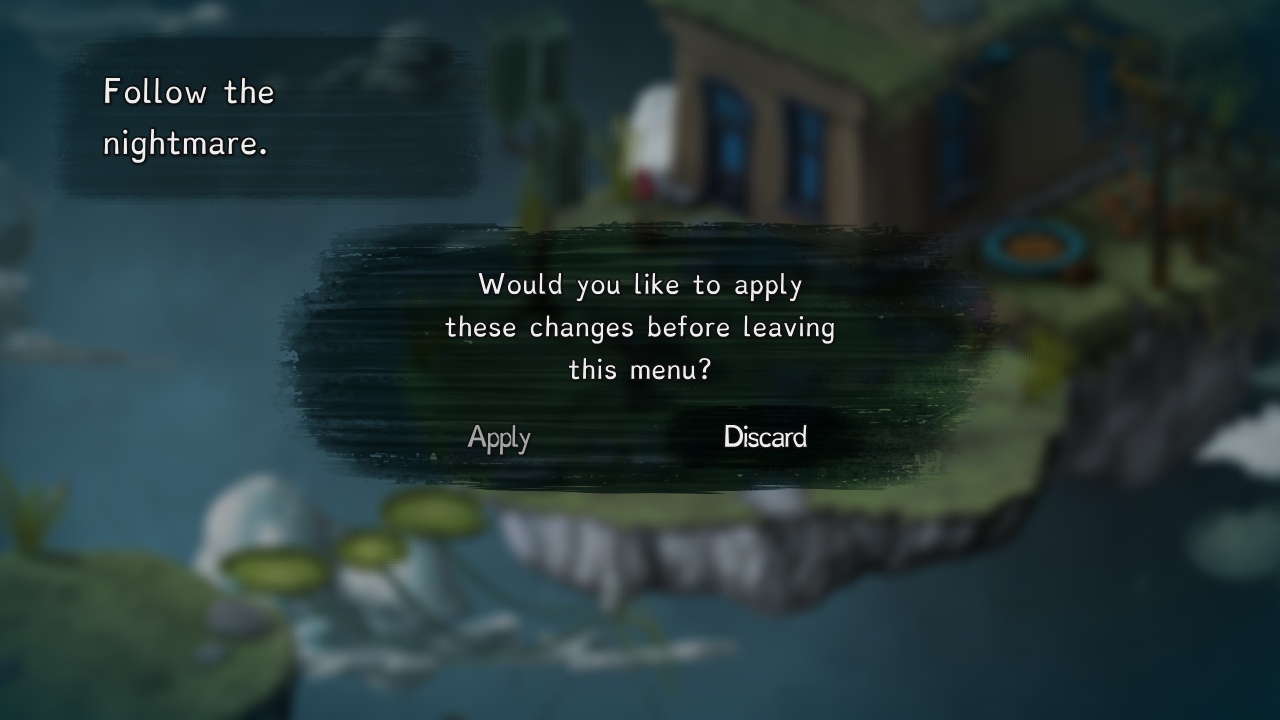 Follow the
nightmare.
Would you like to apply
these changes before leaving
this menu?
Apply
Discard